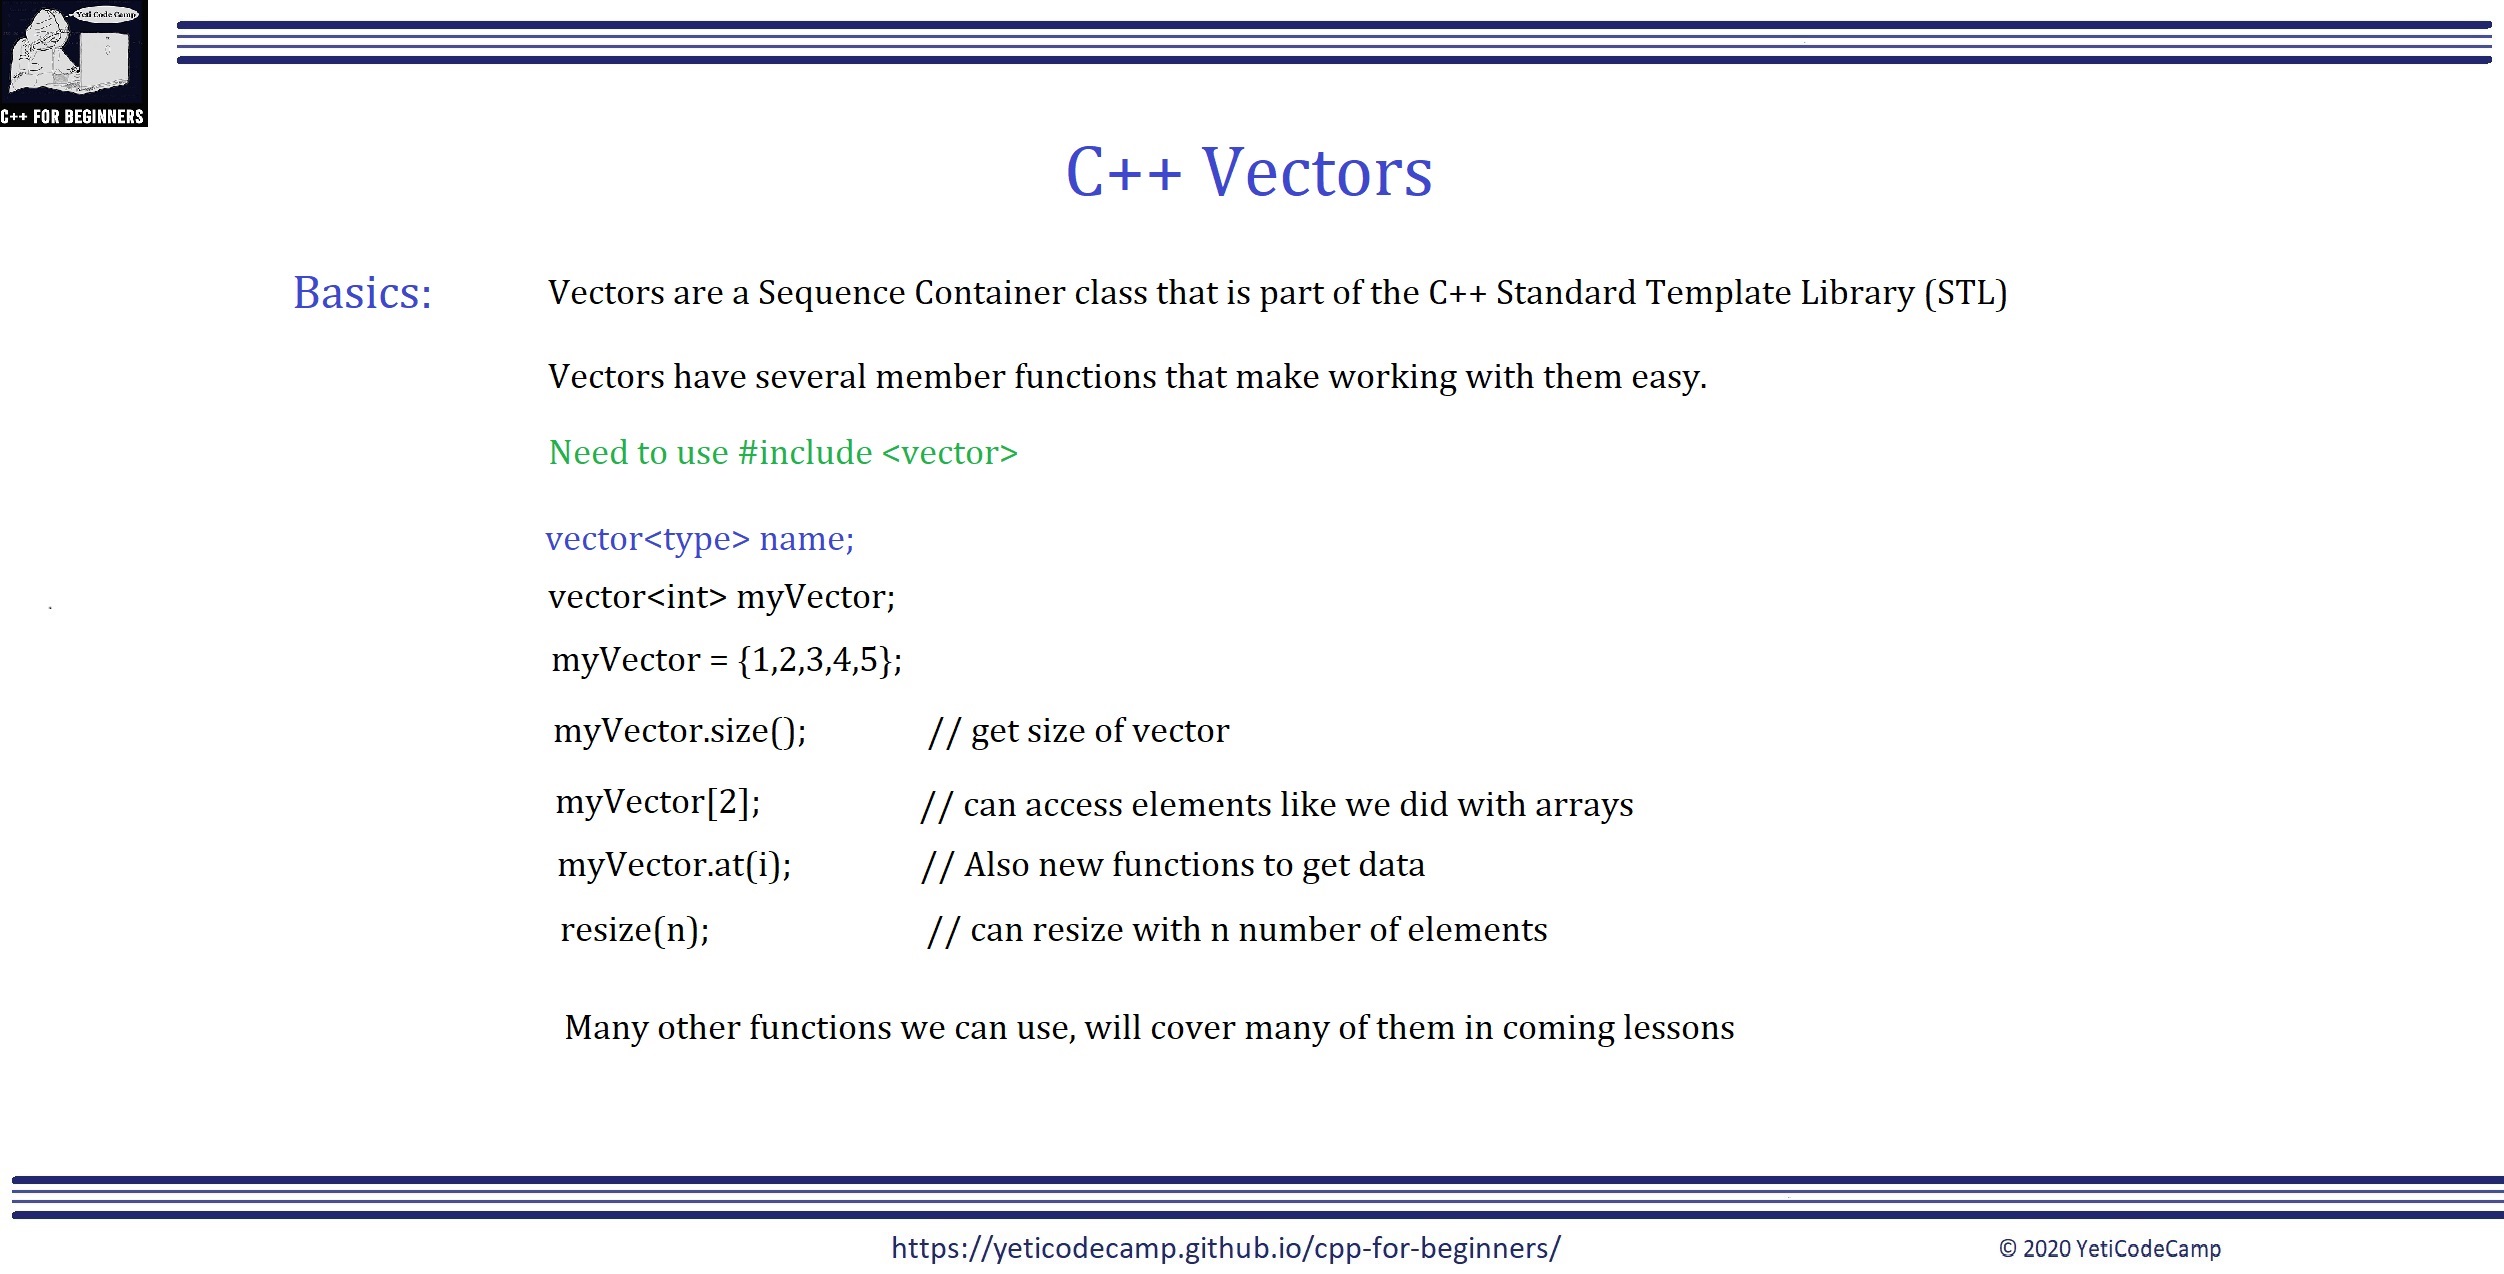 Yeti Code Camp
C++ FOR BEGINNERS
C++ Vectors
Basics:
Vectors are a Sequence Container class that is part of the C++ Standard Template Library (STL)
Vectors have several member functions that make working with them easy.
Need to use #include <vector>
vector<type> name;
vector<int> myVector;
myVector = {1,2,3,4,5};
myVector.size(); // get size of vector
myVector[2]; // can access elements like we did with arrays
myVector.at(i); // Also new functions to get data
resize(n); // can resize with n number of elements
Many other functions we can use, will cover many of them in coming lessons
https://yeticodecamp.github.io/cpp-for-beginners/
© 2020 YetiCodeCamp